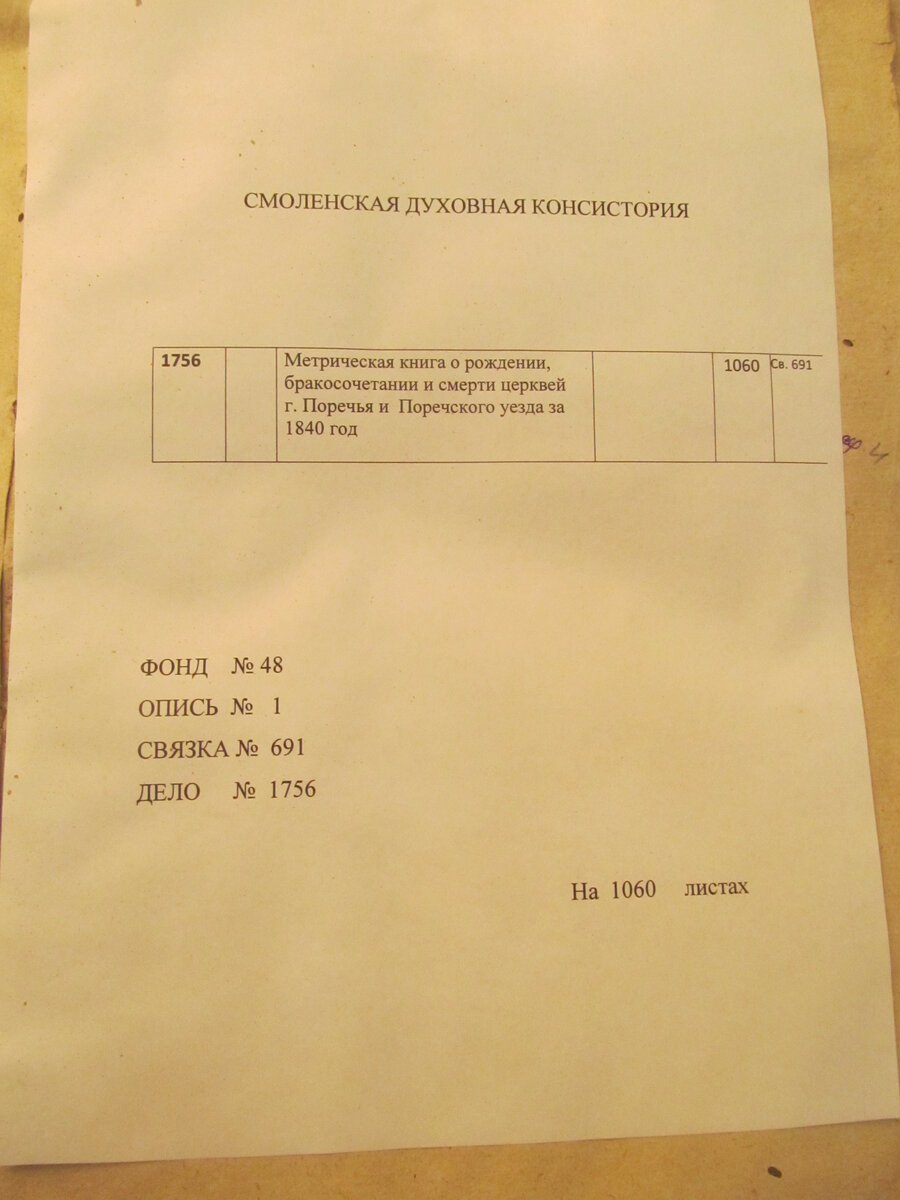 СМОЛЕНСКАЯ ДУХОВНАЯ КОНСИСТОРИЯ
1756 Метрическая книга о рождении, 1060 Св. 691
бракосочетании и смерти церквей
г. Поречья и Поречского уезда за
1840 год
ФОНД № 48
ОПИСЬ № 1
СВЯЗКА № 691
ДЕЛО № 1756
На 1060 листах